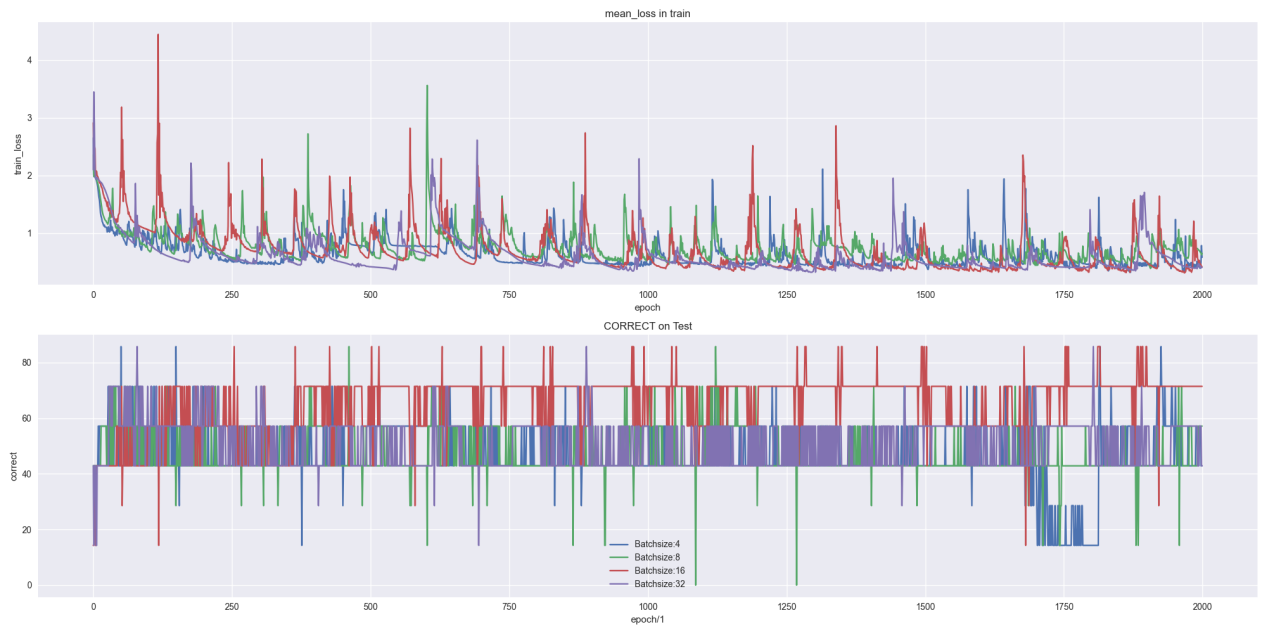 mean_loss in train
4
3
2
1
train_loss
0 250 500 750 1000 1250 1500 1750 2000
epoch
CORRECT on Test
80
60
40
20
0
correct
Batchsize:4
Batchsize:8
Batchsize:16
Batchsize:32
0 250 500 750 1000 1250 1500 1750 2000
epoch/1